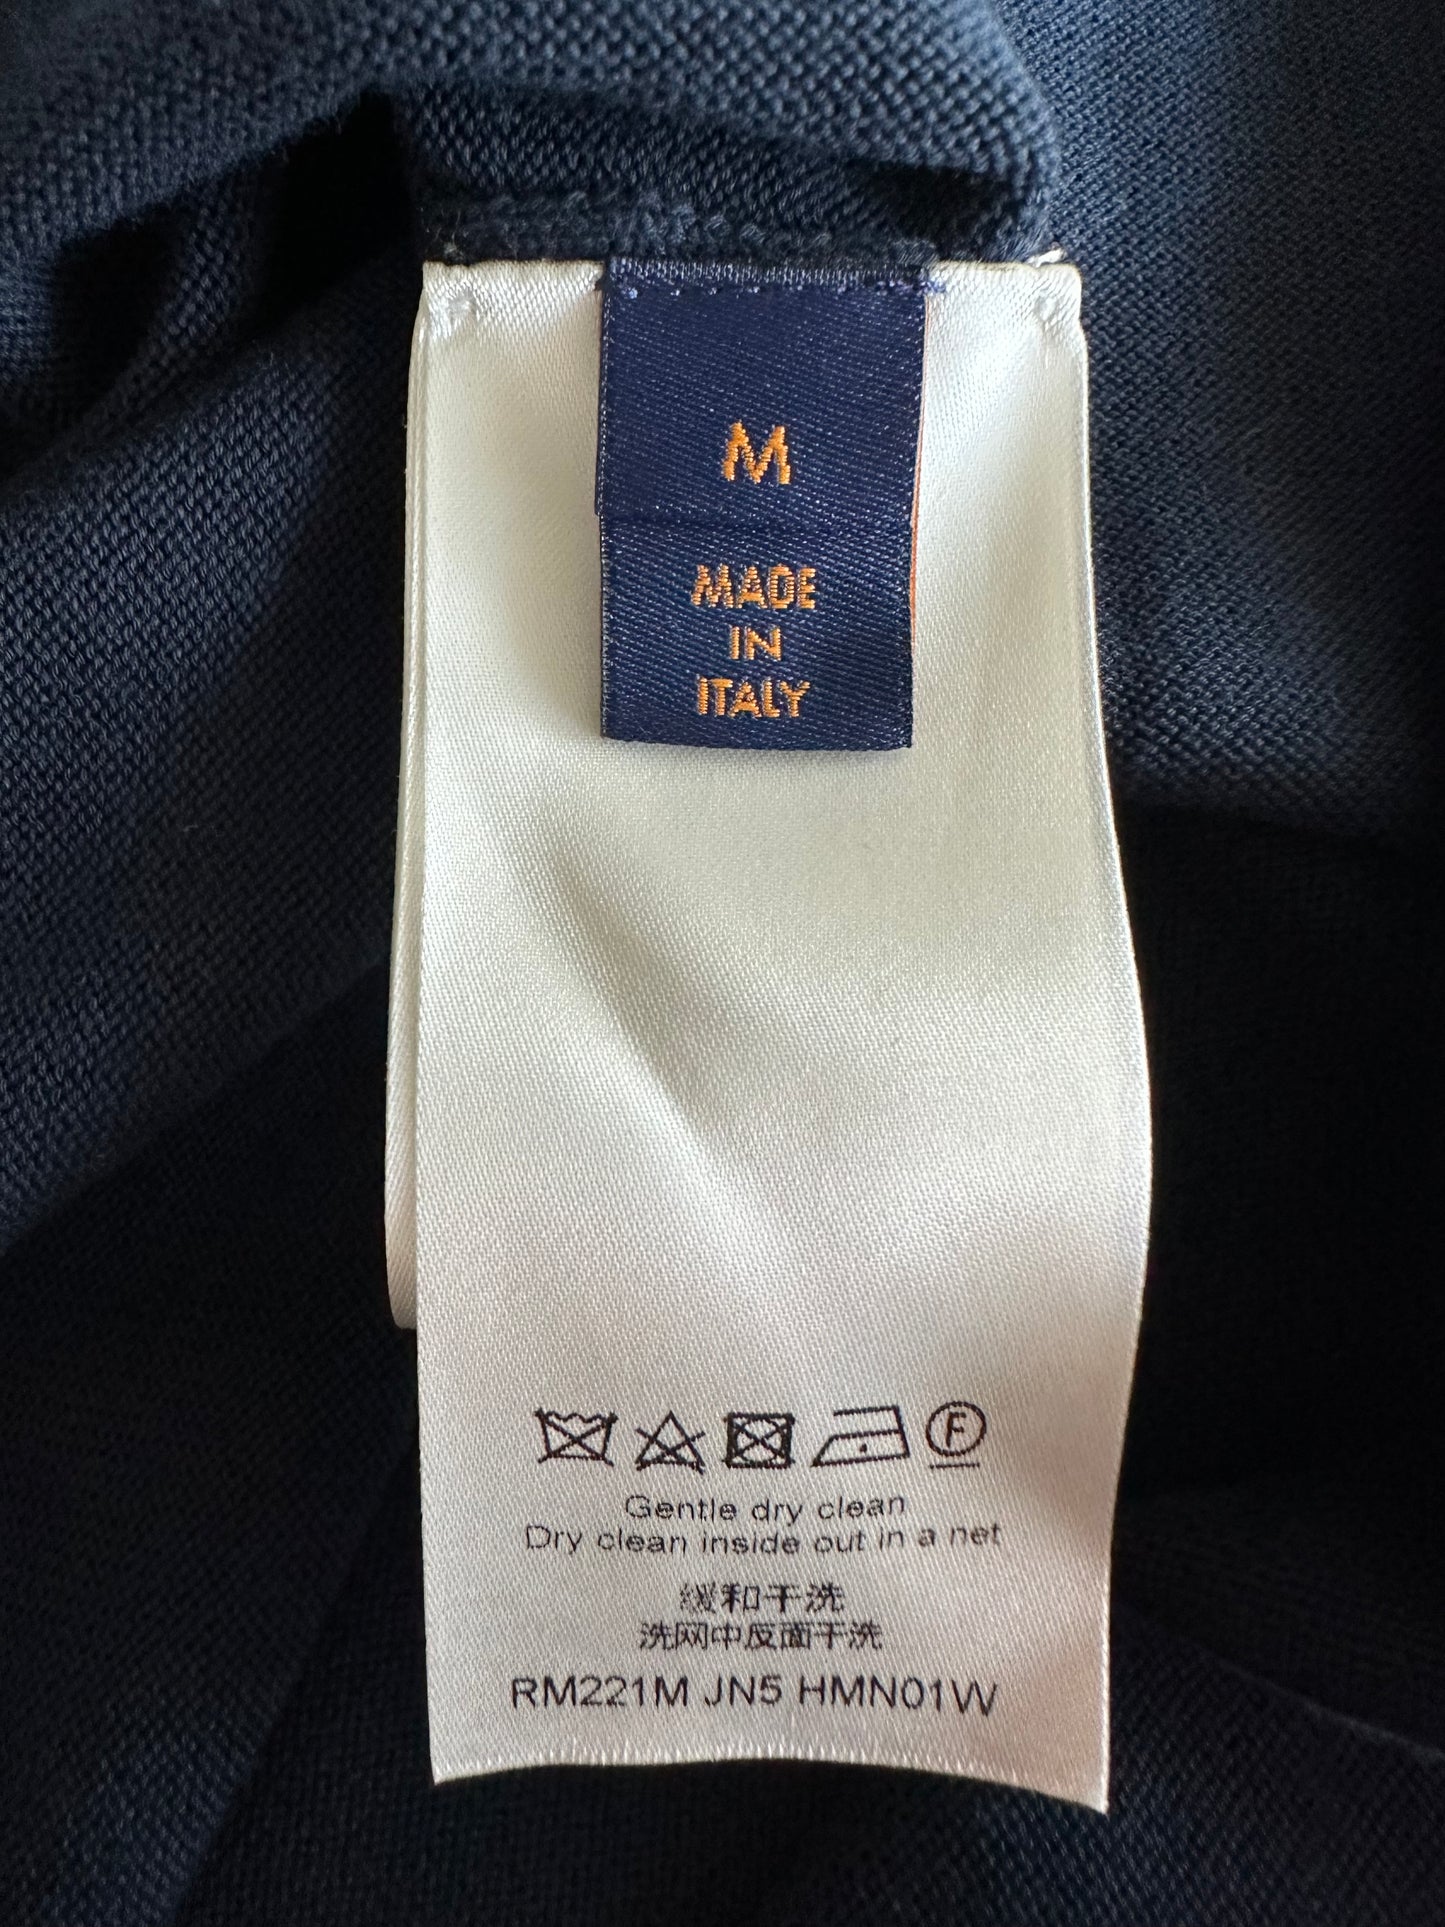 M
MADE
IN
ITALY
F
Gentle dry clean
Dry clean inside out in a net
缓和干洗
洗网中反面干洗
RM221M JN5 HMN01W